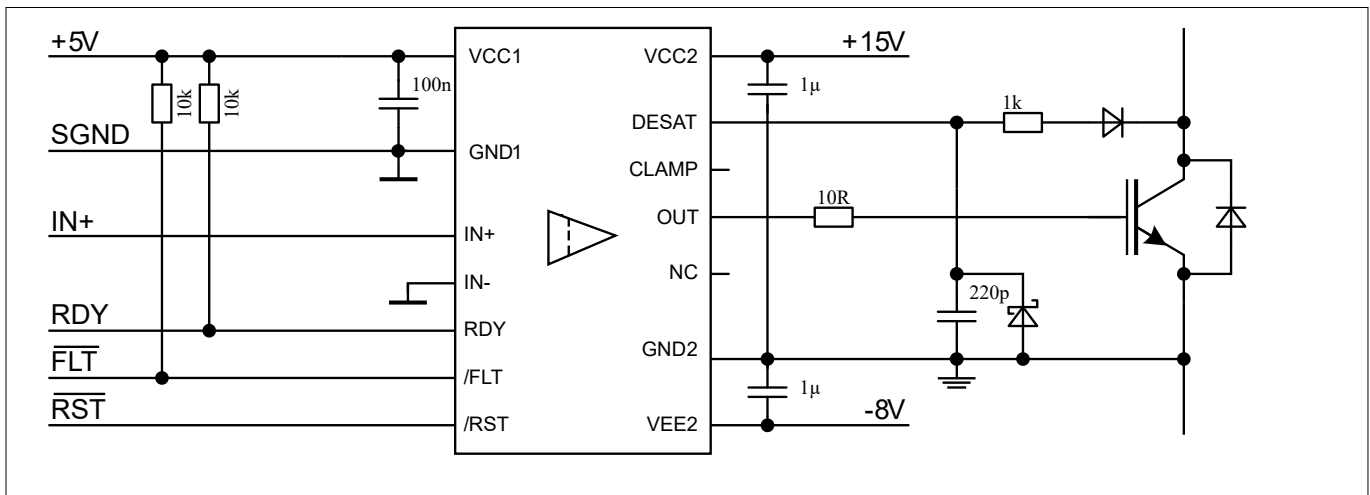 +5V
VCC1
VCC2
+15V
10k
10k
100n
1µ
DESAT
1k
SGND
GND1
CLAMP
10R
OUT
IN+
IN+
NC
IN-
220p
RDY
RDY
GND2
FLT
/FLT
1µ
RST
/RST
VEE2
-8V